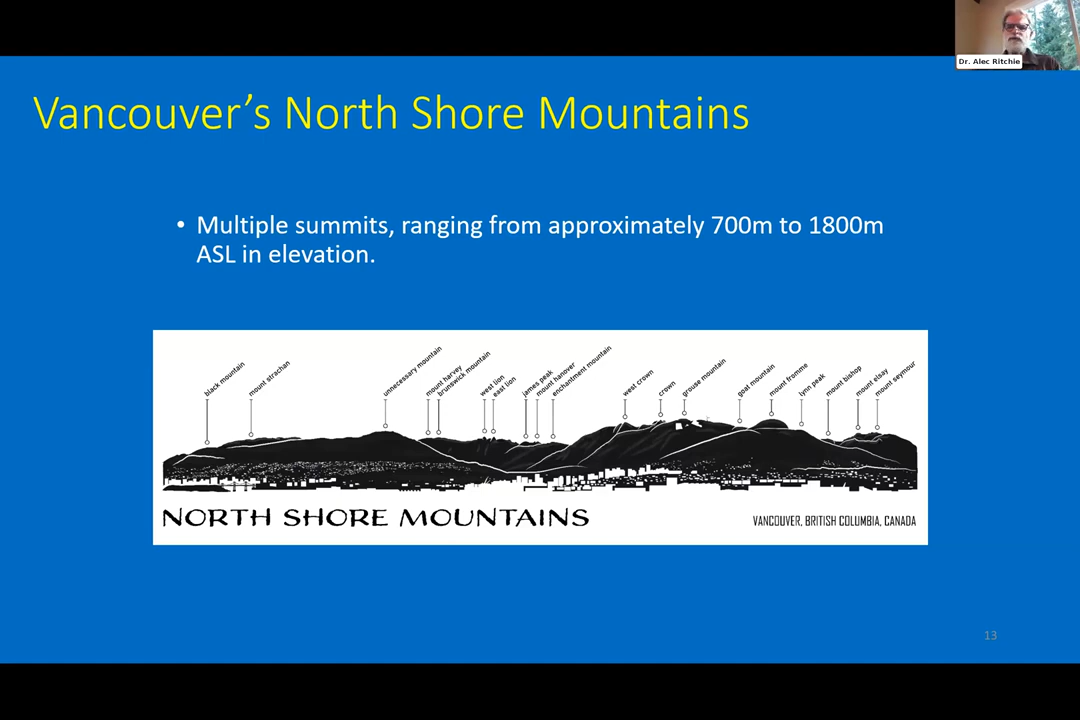 Dr. Alec Ritchie
Vancouver’s North Shore Mountains
• Multiple summits, ranging from approximately 700m to 1800m
ASL in elevation.
black mountain
mount strachan
unnecessary mountain
mount harvey
brunswick mountain
west lion
east lion
james peak
mount hanover
enchantment mountain
west crown
crown
grouse mountain
goat mountain
mount fromme
lynn peak
mount bishop
mount elsay
mount seymour
NORTH SHORE MOUNTAINS
VANCOUVER, BRITISH COLUMBIA, CANADA
13